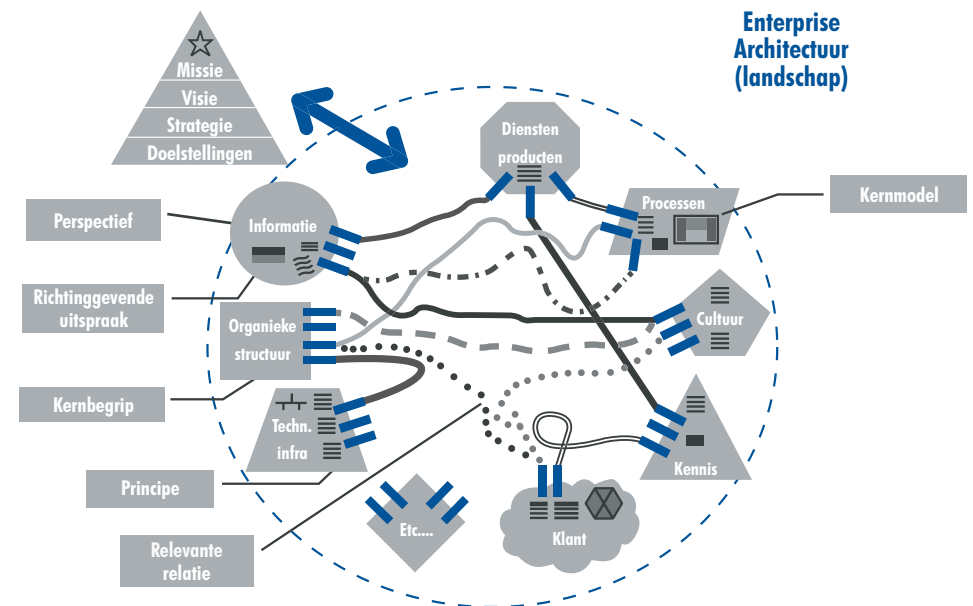 Enterprise
Architectuur
(landschap)
Missie
Visie
Strategie
Doelstellingen
Diensten
producten
Processen
Kernmodel
Perspectief
Informatie
Richtinggevende
uitspraak
Organieke
structuur
Cultuur
Kernbegrip
Techn.
infra
Kennis
Principe
Etc....
Klant
Relevante
relatie